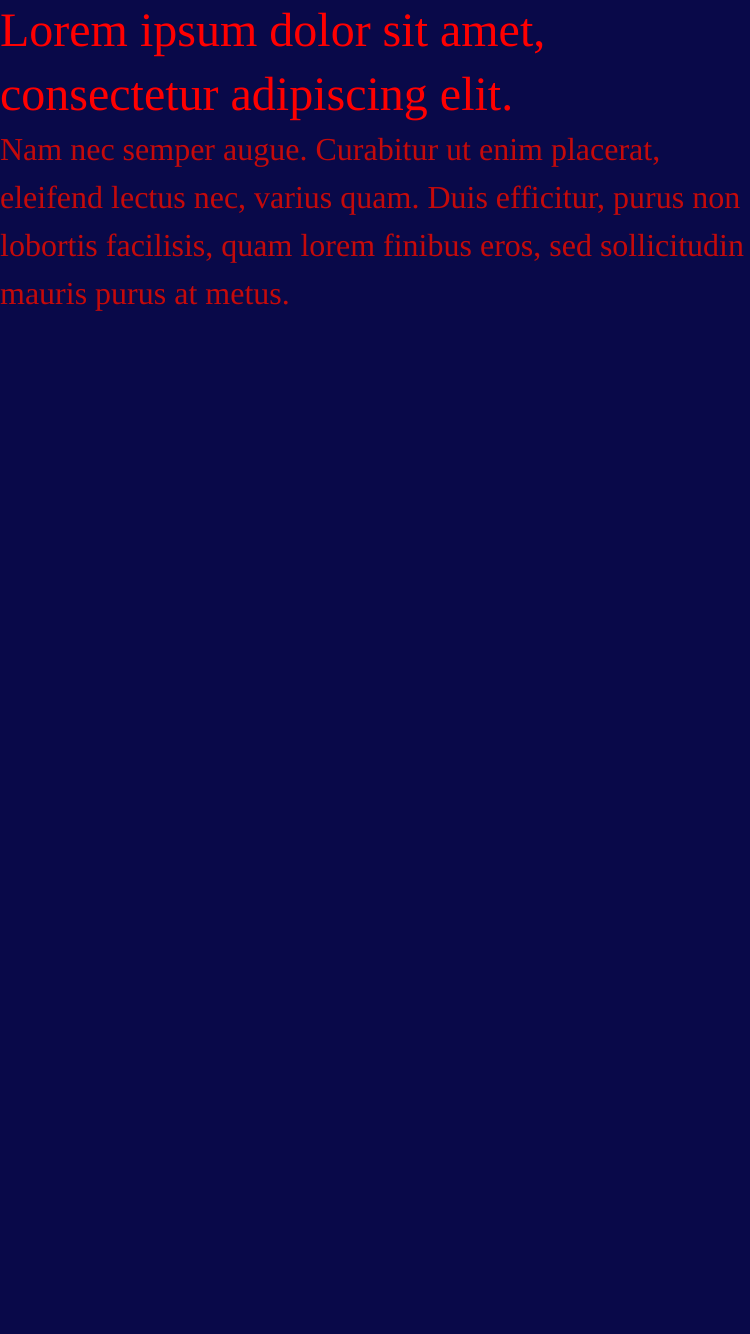 Lorem ipsum dolor sit amet,
consectetur adipiscing elit.
Nam nec semper augue. Curabitur ut enim placerat,
eleifend lectus nec, varius quam. Duis efficitur, purus non
lobortis facilisis, quam lorem finibus eros, sed sollicitudin
mauris purus at metus.